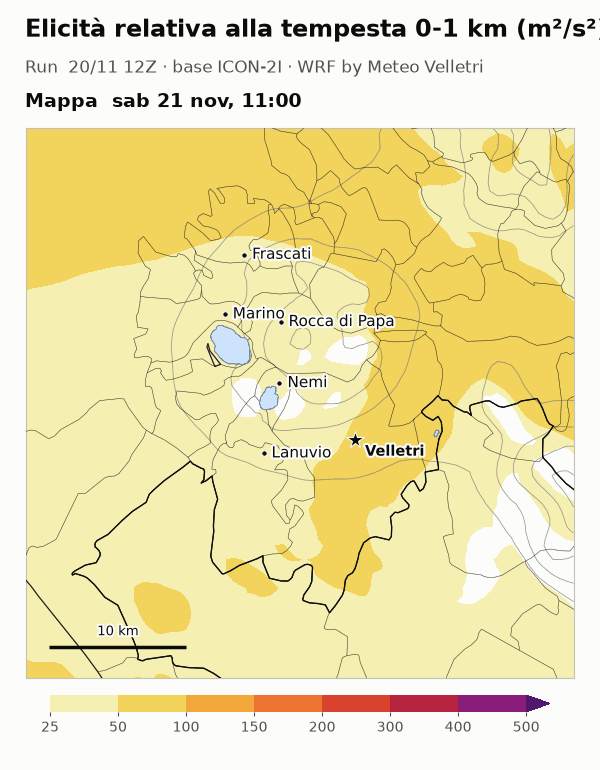 Elicità relativa alla tempesta 0-1 km (m²/s²)
Run 20/11 12Z · base ICON-2I · WRF by Meteo Velletri
Mappa sab 21 nov, 11:00
Frascati
Marino
Rocca di Papa
Nemi
Velletri
Lanuvio
10 km
25 50 100 150 200 300 400 500